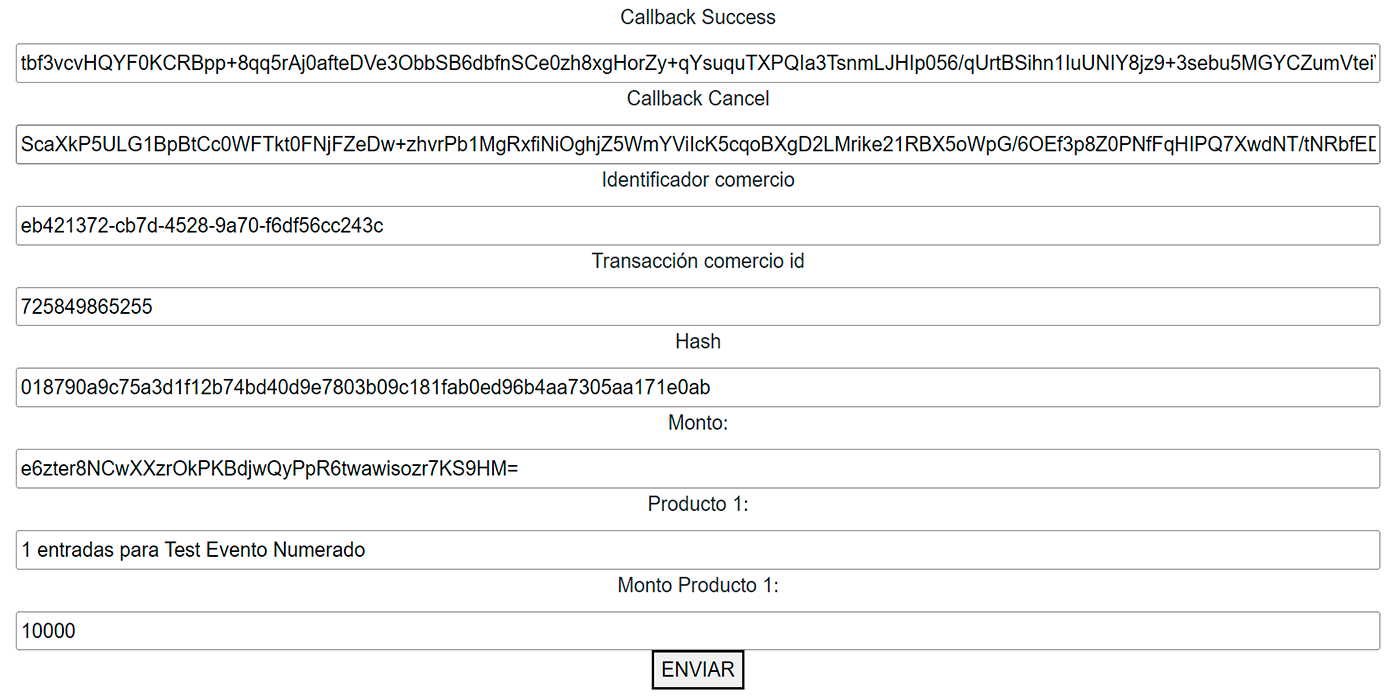 Callback Success
tbf3vcvHQYF0KCRBpp+8qq5rAj0afteDVe3ObbSB6dbfnSCe0zh8xgHorZy+qYsuquTXPQIa3TsnmLJHIp056/qUrtBSihn1IuUNIY8jz9+3sebu5MGYCZumVtei
Callback Cancel
ScaXkP5ULG1BpBtCc0WFTkt0FNjFZeDw+zhvrPb1MgRxfiNiOghjZ5WmYViIcK5cqoBXgD2LMrike21RBX5oWpG/6OEf3p8Z0PNfFqHIPQ7XwdNT/tNRbfE
Identificador comercio
eb421372-cb7d-4528-9a70-f6df56cc243c
Transacción comercio id
725849865255
Hash
018790a9c75a3d1f12b74bd40d9e7803b09c181fab0ed96b4aa7305aa171e0ab
Monto:
e6zter8NCwXXzrOkPKBdjwQyPpR6twawisozr7KS9HM=
Producto 1:
1 entradas para Test Evento Numerado
Monto Producto 1:
10000
ENVIAR